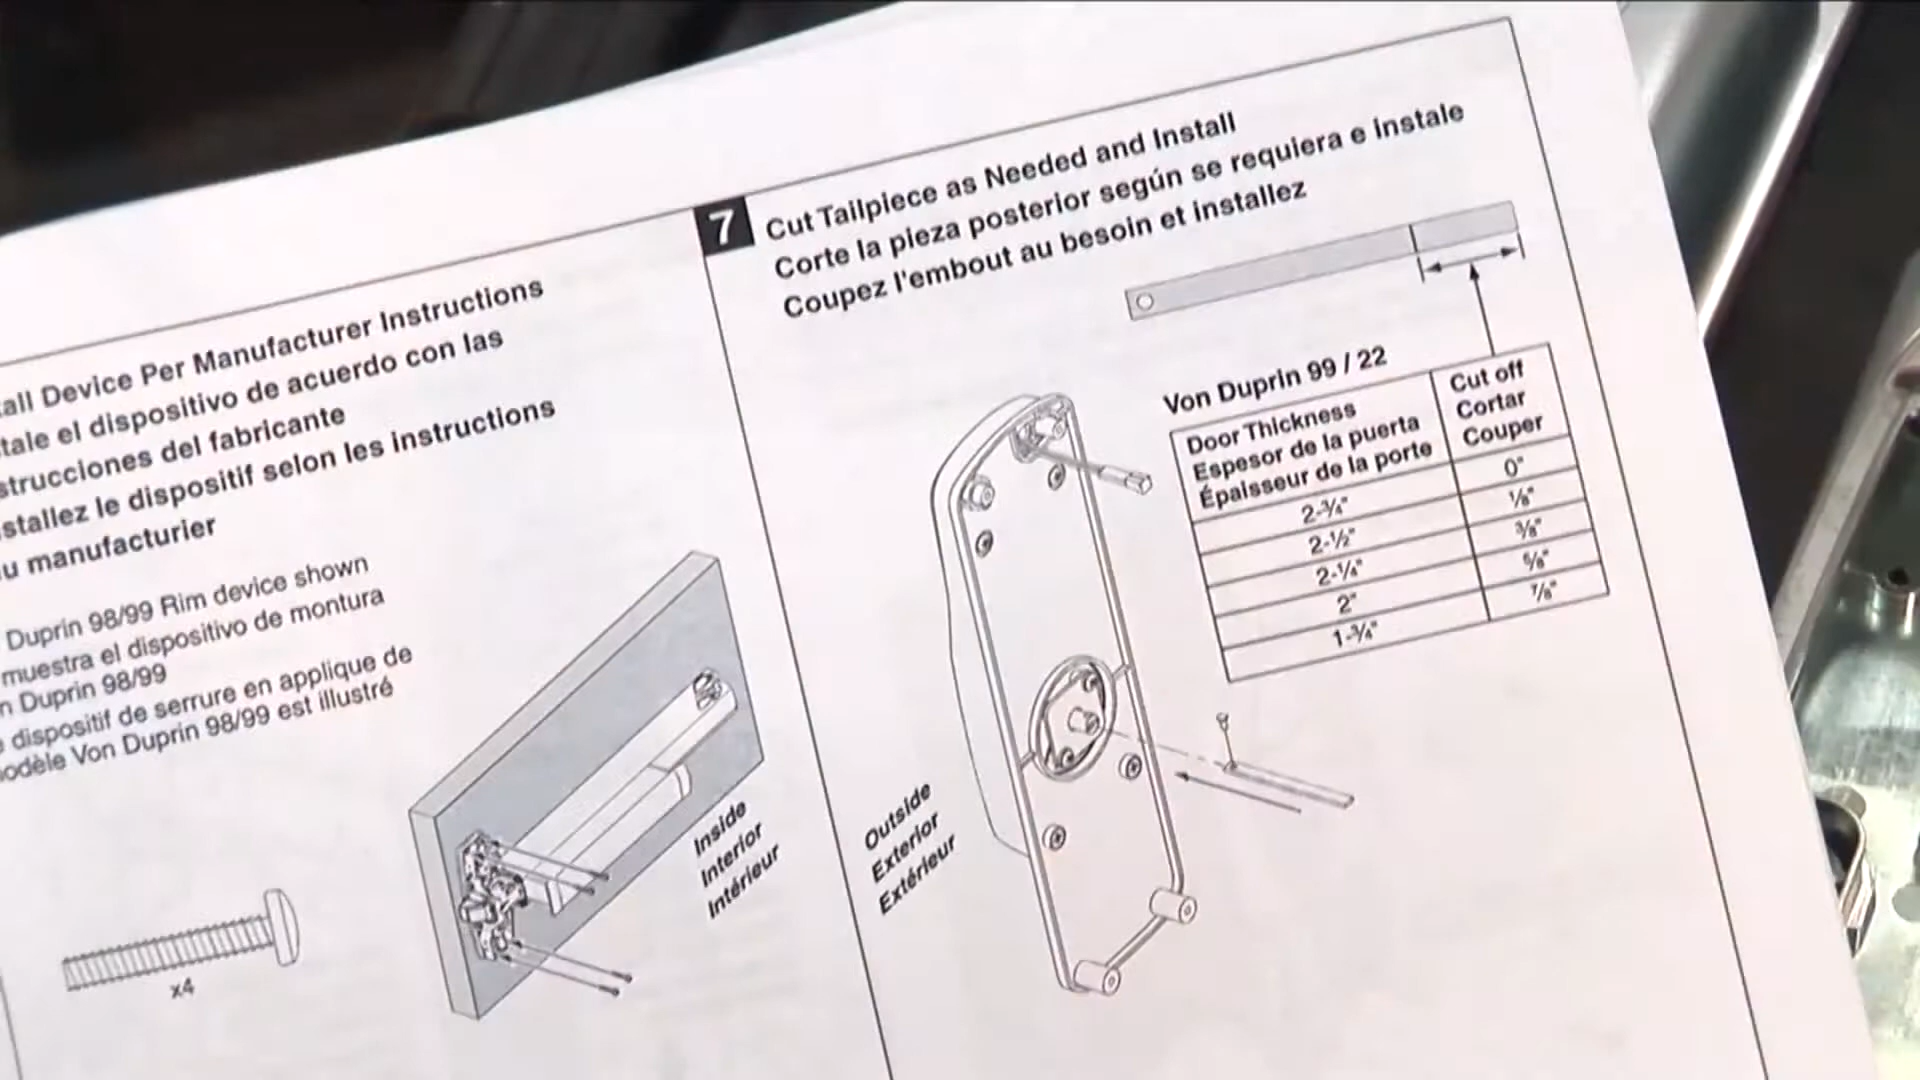 all Device Per Manufacturer Instructions
tale el dispositivo de acuerdo con las
strucciones del fabricante
stallez le dispositif selon les instructions
u manufacturier
Duprin 98/99 Rim device shown
muestra el dispositivo de montura
n Duprin 98/99
e dispositif de serrure en applique de
odèle Von Duprin 98/99 est illustré
x4
Inside
Interior
Intérieur
7
Cut Tailpiece as Needed and Install
Corte la pieza posterior según se requiera e instale
Coupez l'embout au besoin et installez
Von Duprin 99 / 22
Door Thickness
Espesor de la puerta
Épaisseur de la porte
Cut off
Cortar
Couper
2-¾" 0"
2-½" ⅛"
2-¼" ⅜"
2" ⅝"
1-¾" ⅞"
Outside
Exterior
Extérieur